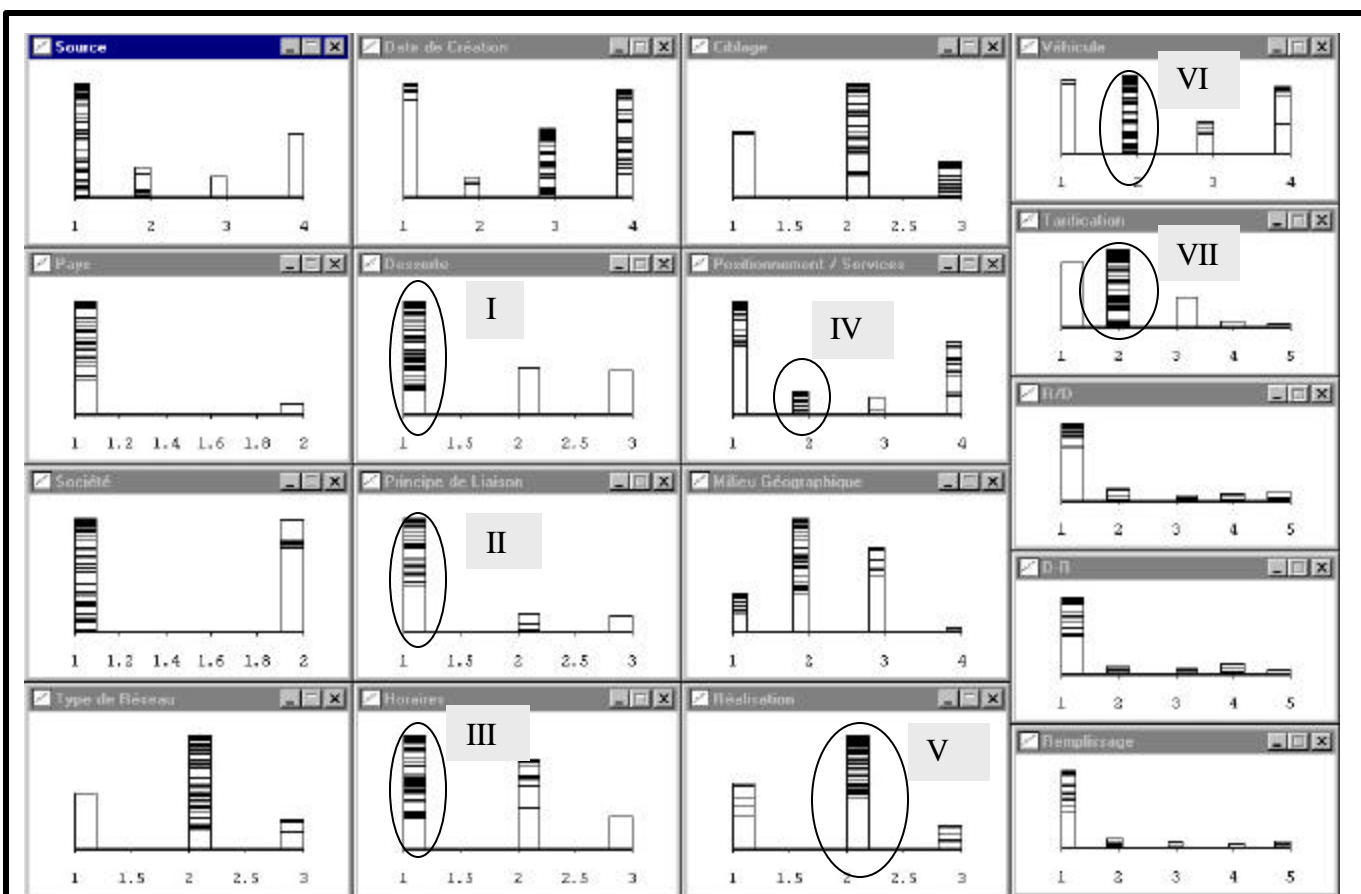 Source
1 2 3 4
Date de Création
1 2 3 4
Ciblage
1 1.5 2 2.5 3
Véhicule
VI
1 2 3 4
Pays
1 1.2 1.4 1.6 1.8 2
Desserte
I
1 1.5 2 2.5 3
Positionnement / Services
IV
1 2 3 4
Tarification
VII
1 2 3 4 5
Société
1 1.2 1.4 1.6 1.8 2
Principe de Liaison
II
1 1.5 2 2.5 3
Milieu Géographique
1 2 3 4
R/D
1 2 3 4 5
D-R
1 2 3 4 5
Type de Réseau
1 1.5 2 2.5 3
Horaires
III
1 1.5 2 2.5 3
Réalisation
V
1 1.5 2 2.5 3
Remplissage
1 2 3 4 5